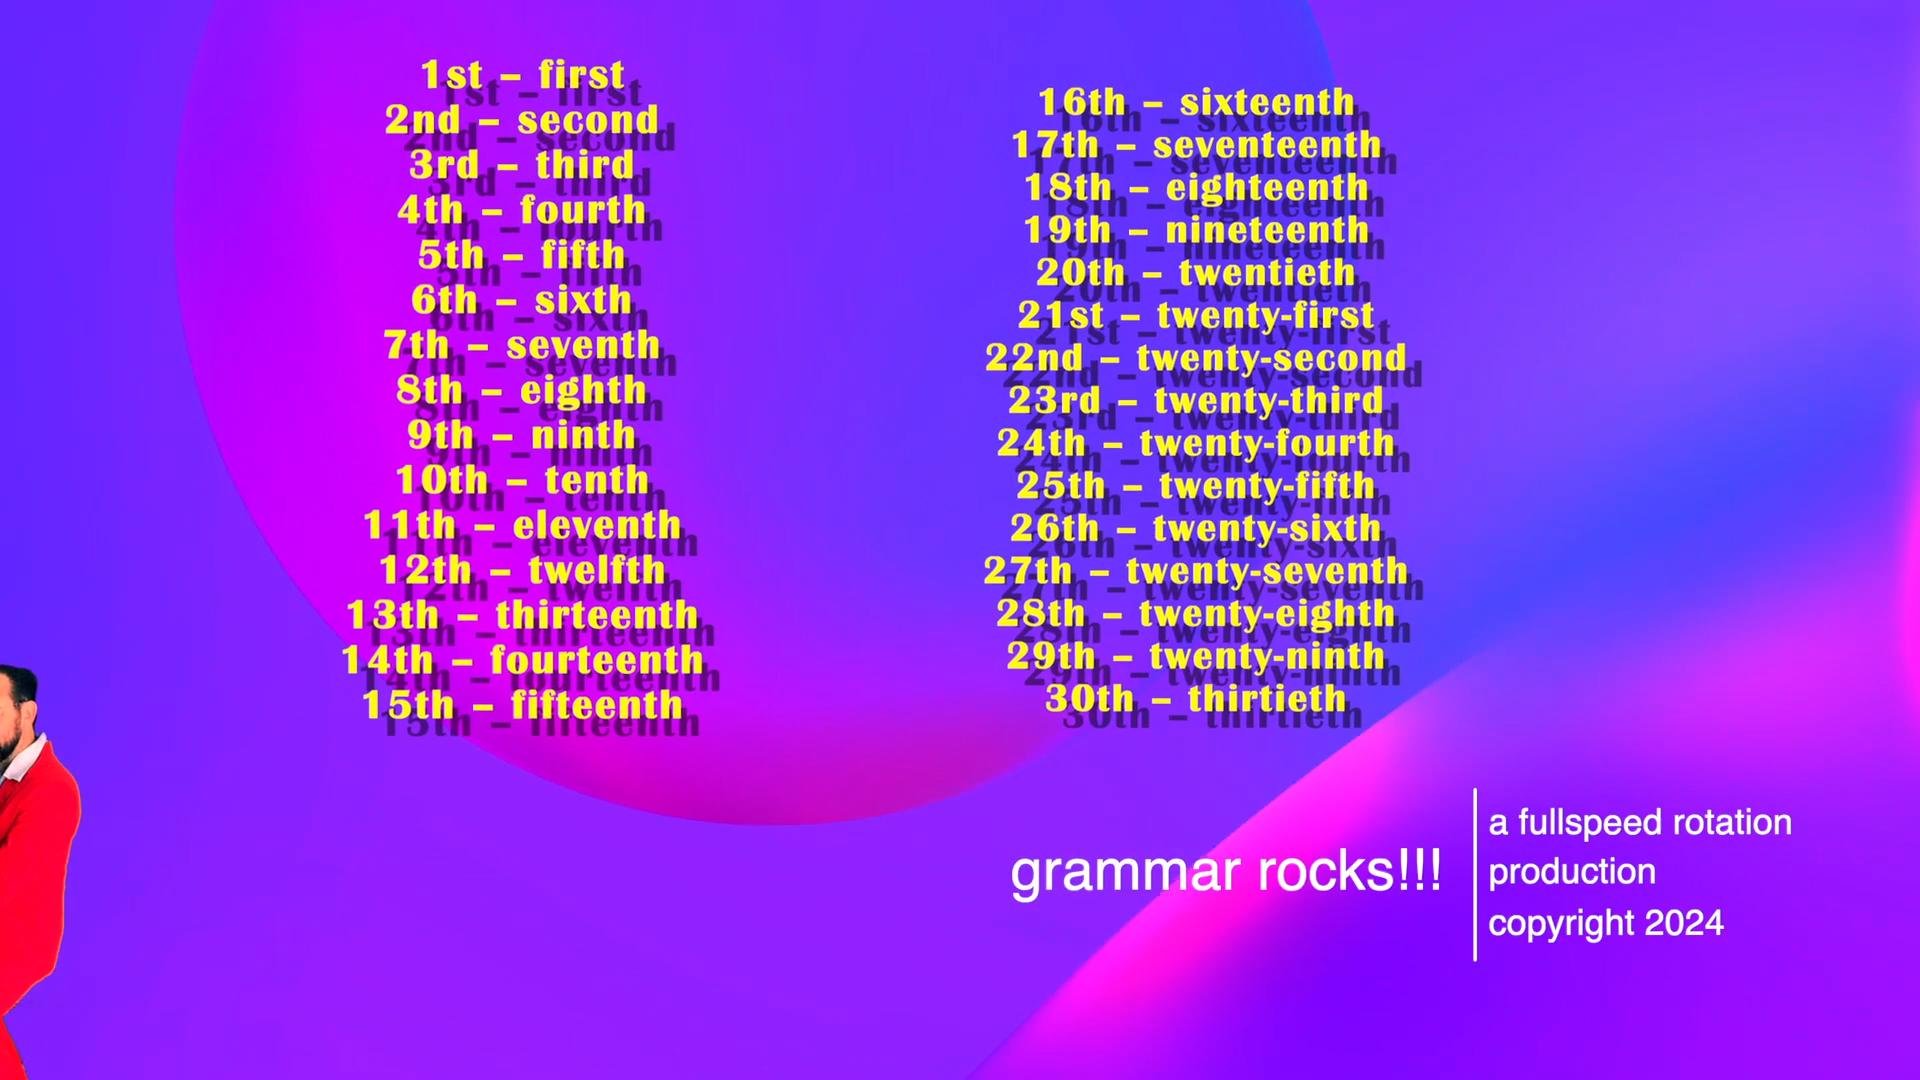 1st – first
2nd – second
3rd – third
4th – fourth
5th – fifth
6th – sixth
7th – seventh
8th – eighth
9th – ninth
10th – tenth
11th – eleventh
12th – twelfth
13th – thirteenth
14th – fourteenth
15th – fifteenth
16th – sixteenth
17th – seventeenth
18th – eighteenth
19th – nineteenth
20th – twentieth
21st – twenty-first
22nd – twenty-second
23rd – twenty-third
24th – twenty-fourth
25th – twenty-fifth
26th – twenty-sixth
27th – twenty-seventh
28th – twenty-eighth
29th – twenty-ninth
30th – thirtieth
grammar rocks!!!
a fullspeed rotation
production
copyright 2024